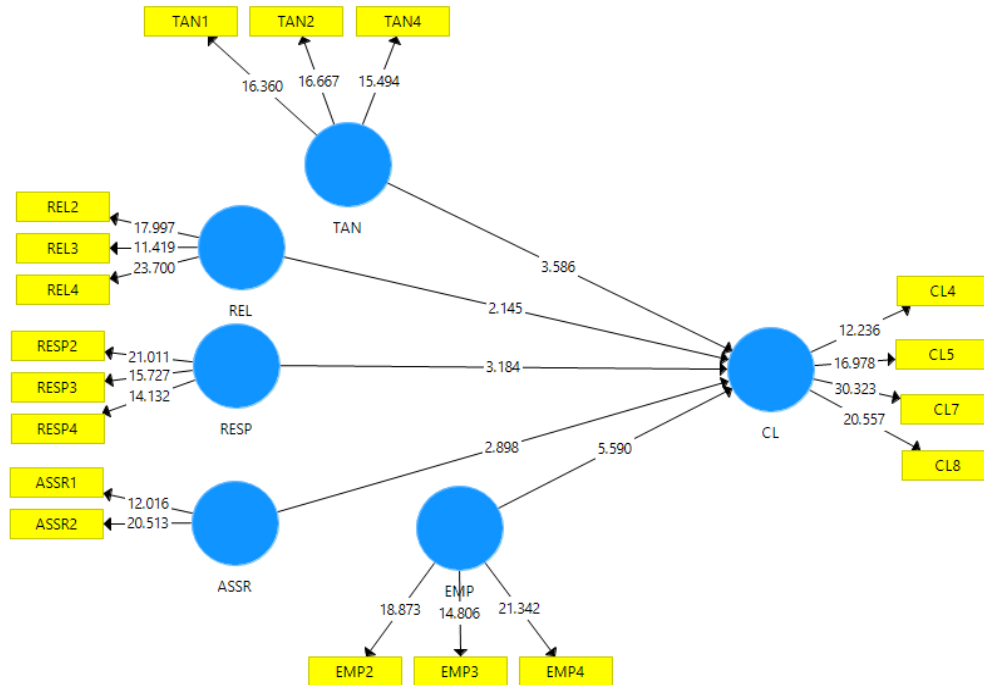 TAN1
TAN2
TAN4
16.360
16.667
15.494
TAN
REL2
REL3
REL4
17.997
11.419
23.700
REL
3.586
2.145
RESP2
RESP3
RESP4
21.011
15.727
14.132
RESP
3.184
ASSR1
ASSR2
12.016
20.513
ASSR
2.898
5.590
EMP
18.873
14.806
21.342
EMP2
EMP3
EMP4
CL
12.236
16.978
30.323
20.557
CL4
CL5
CL7
CL8